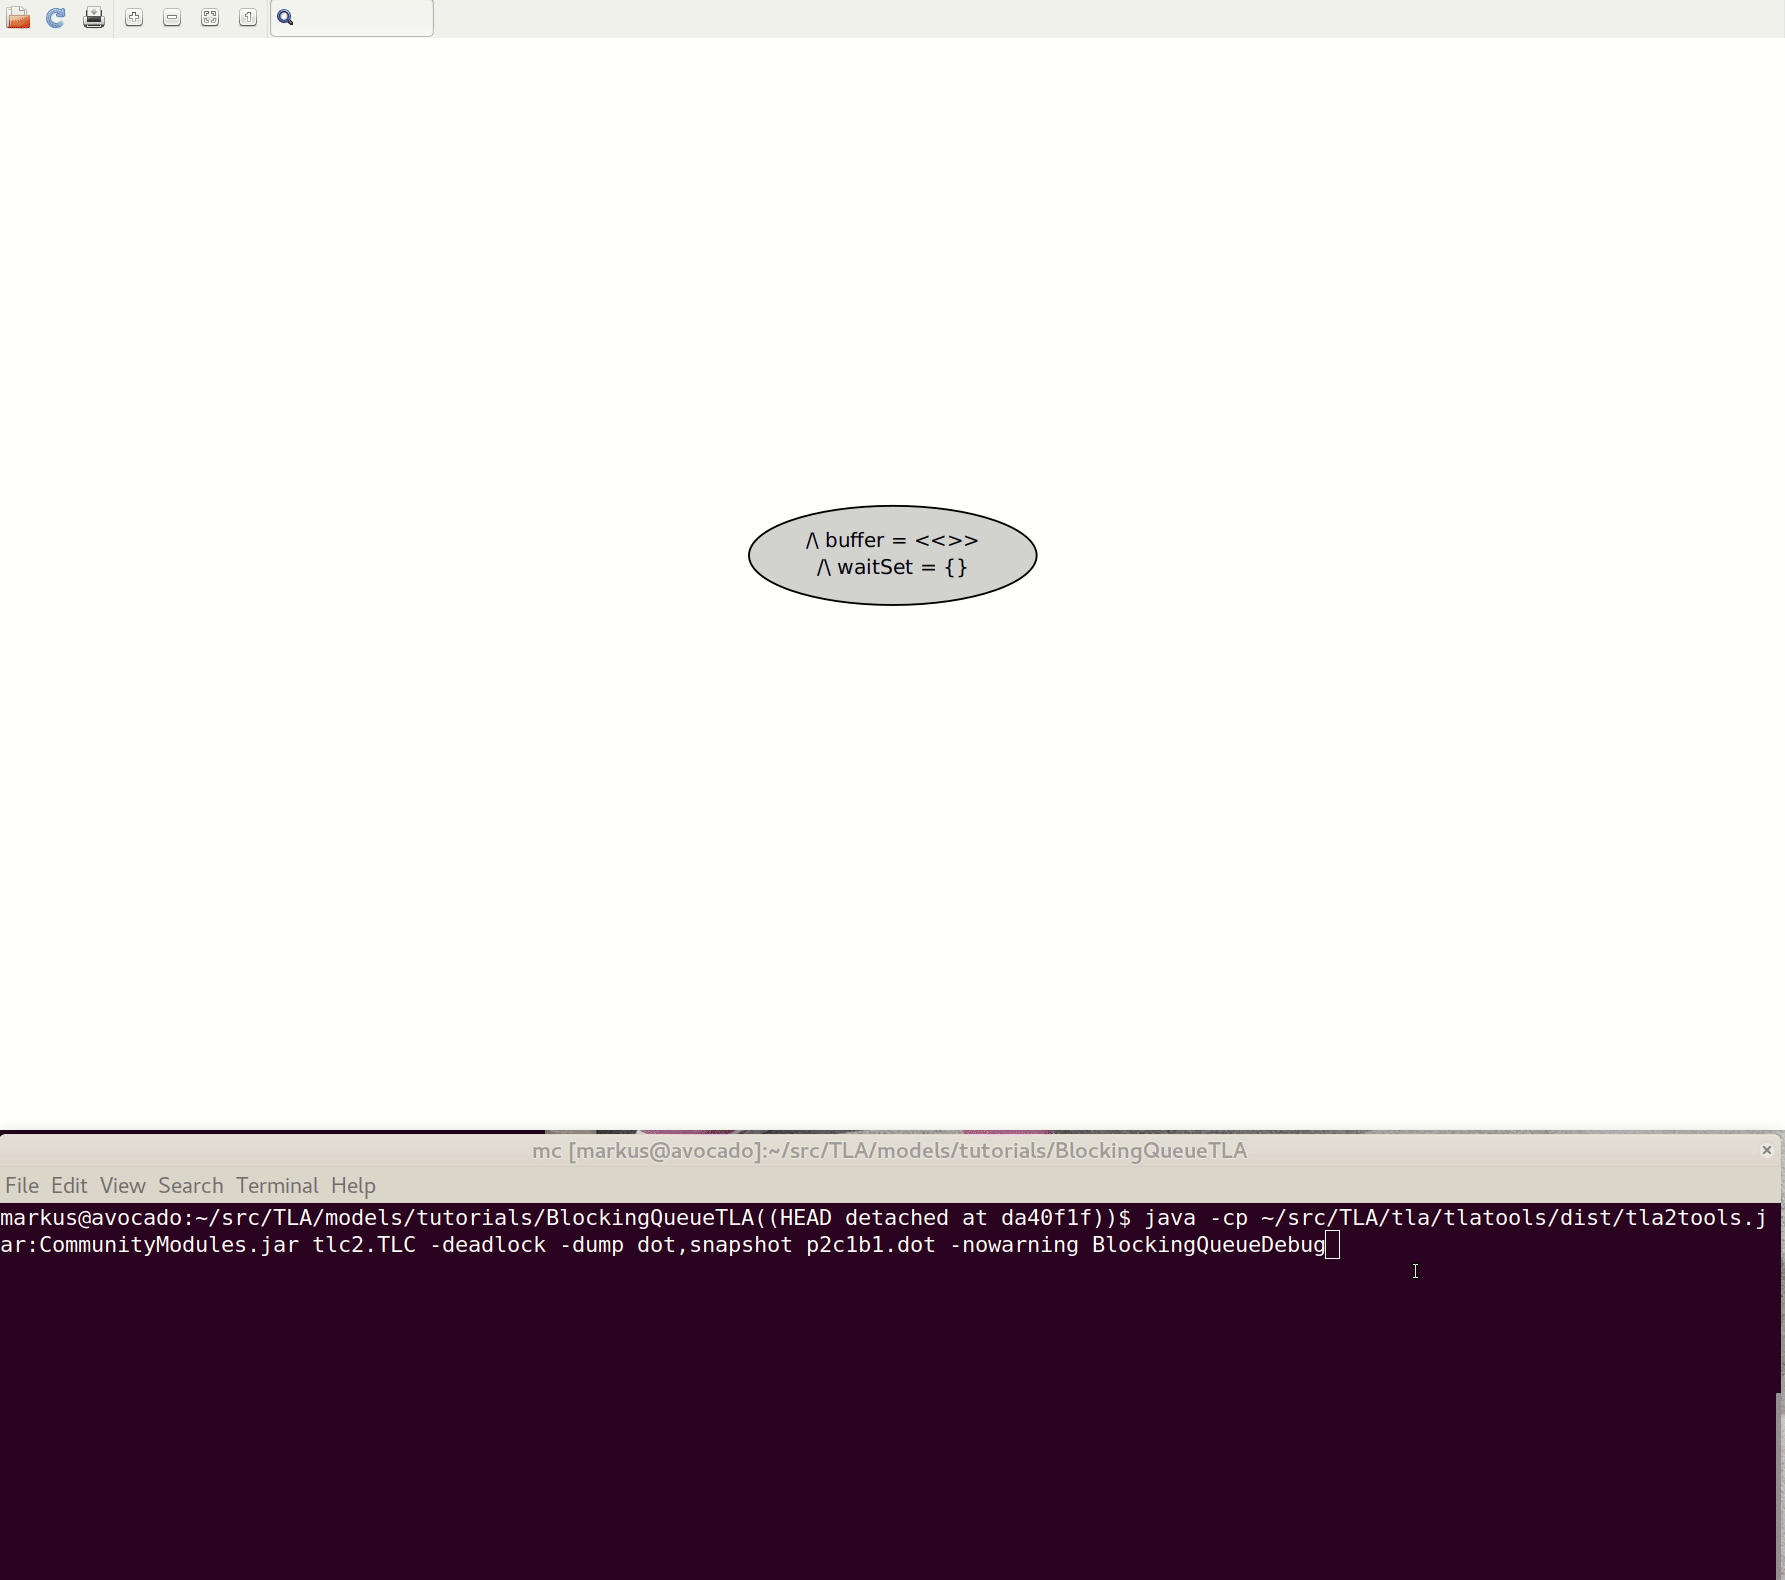 1
/\ buffer = <<>>
/\ waitSet = {}
mc [markus@avocado]:~/src/TLA/models/tutorials/BlockingQueueTLA
File Edit View Search Terminal Help
markus@avocado:~/src/TLA/models/tutorials/BlockingQueueTLA((HEAD detached at da40f1f))$ java -cp ~/src/TLA/tla/tlatools/dist/tla2tools.j
ar:CommunityModules.jar tlc2.TLC -deadlock -dump dot,snapshot p2c1b1.dot -nowarning BlockingQueueDebug